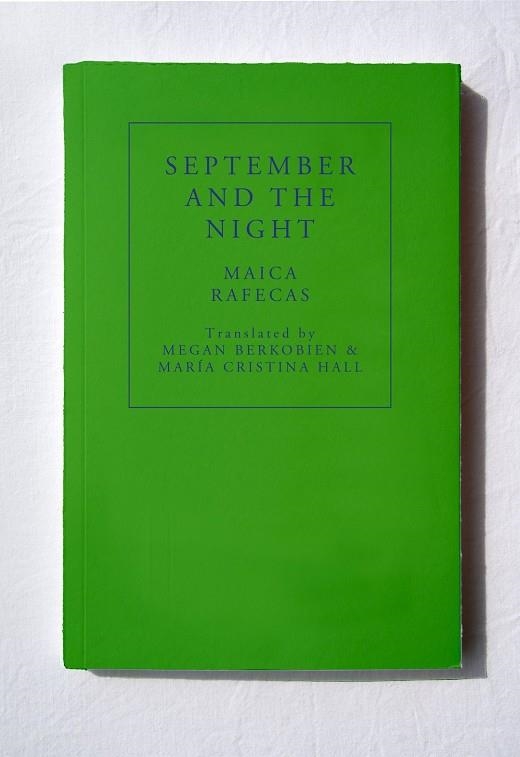 SEPTEMBER
AND THE
NIGHT
MAICA
RAFECAS
Translated by
MEGAN BERKOBIEN &
MARÍA CRISTINA HALL